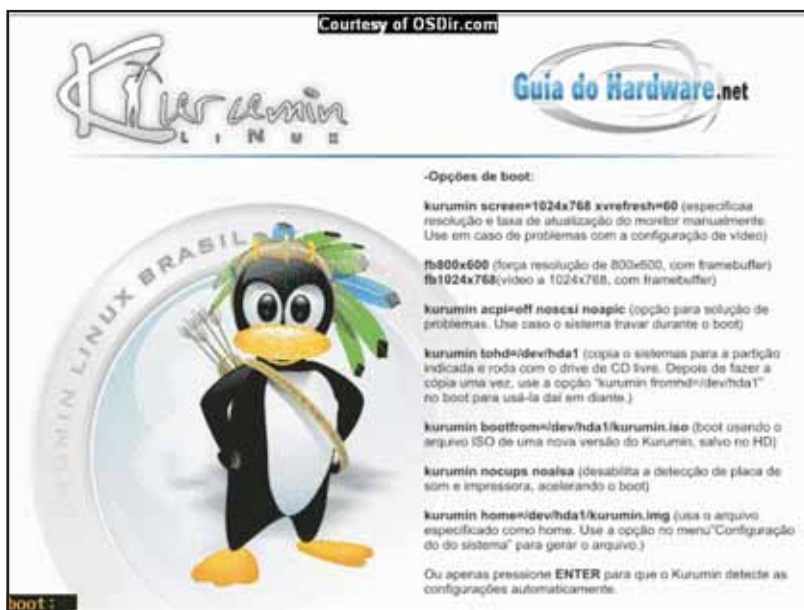 Courtesy of OSDir.com
Kurumin
LINUX
Guia do Hardware.net
-Opções de boot:
kurumin screen=1024x768 xvrefresh=60 (especificaa
resolução e taxa de atualização do monitor manualmente.
Use em caso de problemas com a configuração de vídeo)
fb800x600 (força resolução de 800x600, com framebuffer)
fb1024x768(vídeo a 1024x768, com framebuffer)
kurumin acpi=off noscsi noapic (opção para solução de
problemas. Use caso o sistema travar durante o boot)
kurumin tohd=/dev/hda1 (copia o sistemas para a partição
indicada e roda com o drive de CD livre. Depois de fazer a
cópia uma vez, use a opção "kurumin fromhd=/dev/hda1"
no boot para usá-la daí em diante.)
kurumin bootfrom=/dev/hda1/kurumin.iso (boot usando o
arquivo ISO de uma nova versão do Kurumin, salvo no HD)
kurumin nocups noalsa (desabilita a detecção de placa de
som e impressora, acelerando o boot)
kurumin home=/dev/hda1/kurumin.img (usa o arquivo
especificado como home. Use a opção no menu"Configuração
do do sistema" para gerar o arquivo.)
Ou apenas pressione ENTER para que o Kurumin detecte as
configurações automaticamente.
KURUMIN LINUX BRASIL
boot: